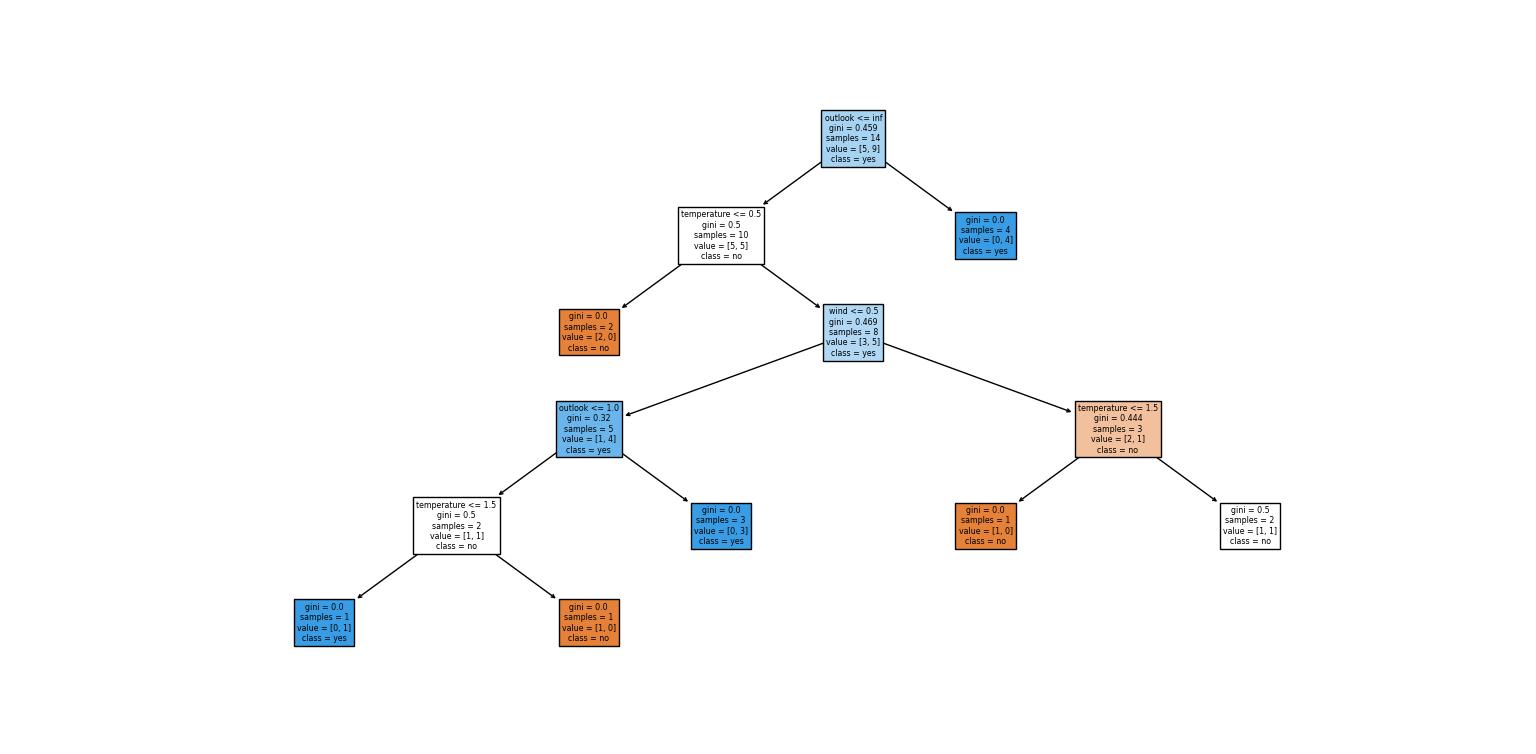 outlook <= inf
gini = 0.459
samples = 14
value = [5, 9]
class = yes
temperature <= 0.5
gini = 0.5
samples = 10
value = [5, 5]
class = no
gini = 0.0
samples = 4
value = [0, 4]
class = yes
gini = 0.0
samples = 2
value = [2, 0]
class = no
wind <= 0.5
gini = 0.469
samples = 8
value = [3, 5]
class = yes
outlook <= 1.0
gini = 0.32
samples = 5
value = [1, 4]
class = yes
temperature <= 1.5
gini = 0.444
samples = 3
value = [2, 1]
class = no
temperature <= 1.5
gini = 0.5
samples = 2
value = [1, 1]
class = no
gini = 0.0
samples = 3
value = [0, 3]
class = yes
gini = 0.0
samples = 1
value = [1, 0]
class = no
gini = 0.5
samples = 2
value = [1, 1]
class = no
gini = 0.0
samples = 1
value = [0, 1]
class = yes
gini = 0.0
samples = 1
value = [1, 0]
class = no